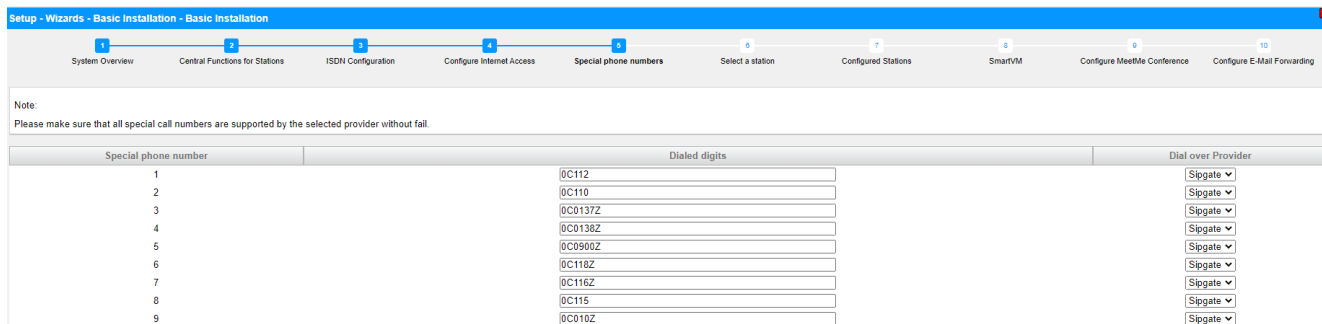 Setup - Wizards - Basic Installation - Basic Installation
1 2 3 4 5 6 7 8 9 10
System Overview Central Functions for Stations ISDN Configuration Configure Internet Access Special phone numbers Select a station Configured Stations SmartVM Configure MeetMe Conference Configure E-Mail Forwarding
Note:
Please make sure that all special call numbers are supported by the selected provider without fail.
Special phone number Dialed digits Dial over Provider
1 0C112 Sipgate
2 0C110 Sipgate
3 0C0137Z Sipgate
4 0C0138Z Sipgate
5 0C0900Z Sipgate
6 0C118Z Sipgate
7 0C116Z Sipgate
8 0C115 Sipgate
9 0C010Z Sipgate